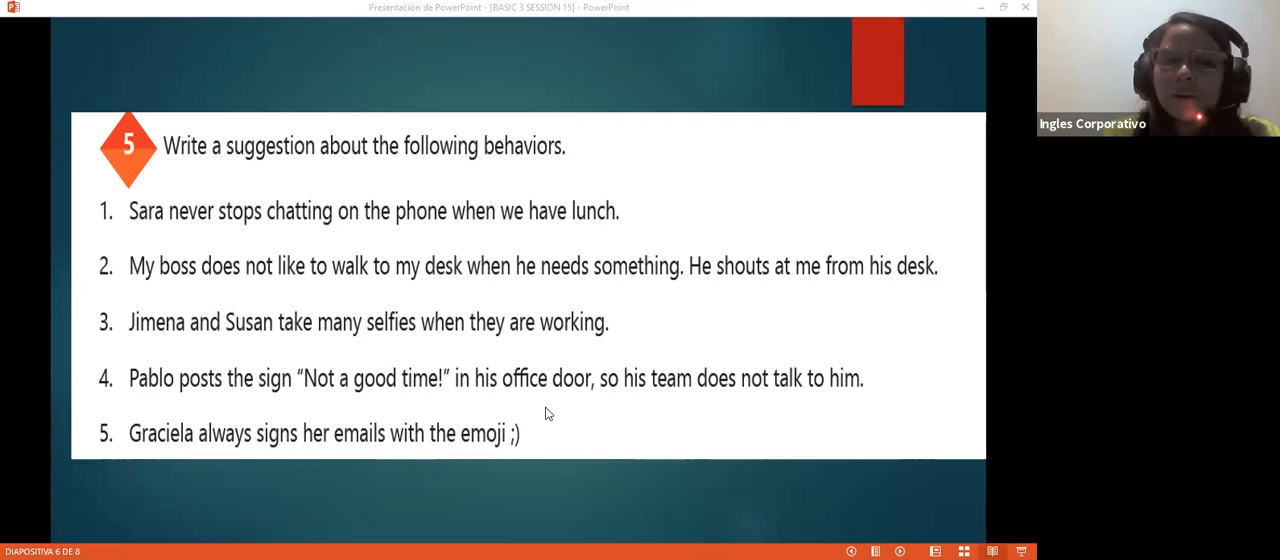 Presentación de PowerPoint - [BASIC 3 SESSION 15] - PowerPoint
Ingles Corporativo
5 Write a suggestion about the following behaviors.
1. Sara never stops chatting on the phone when we have lunch.
2. My boss does not like to walk to my desk when he needs something. He shouts at me from his desk.
3. Jimena and Susan take many selfies when they are working.
4. Pablo posts the sign “Not a good time!” in his office door, so his team does not talk to him.
5. Graciela always signs her emails with the emoji ;)
DIAPOSITIVA 6 DE 8